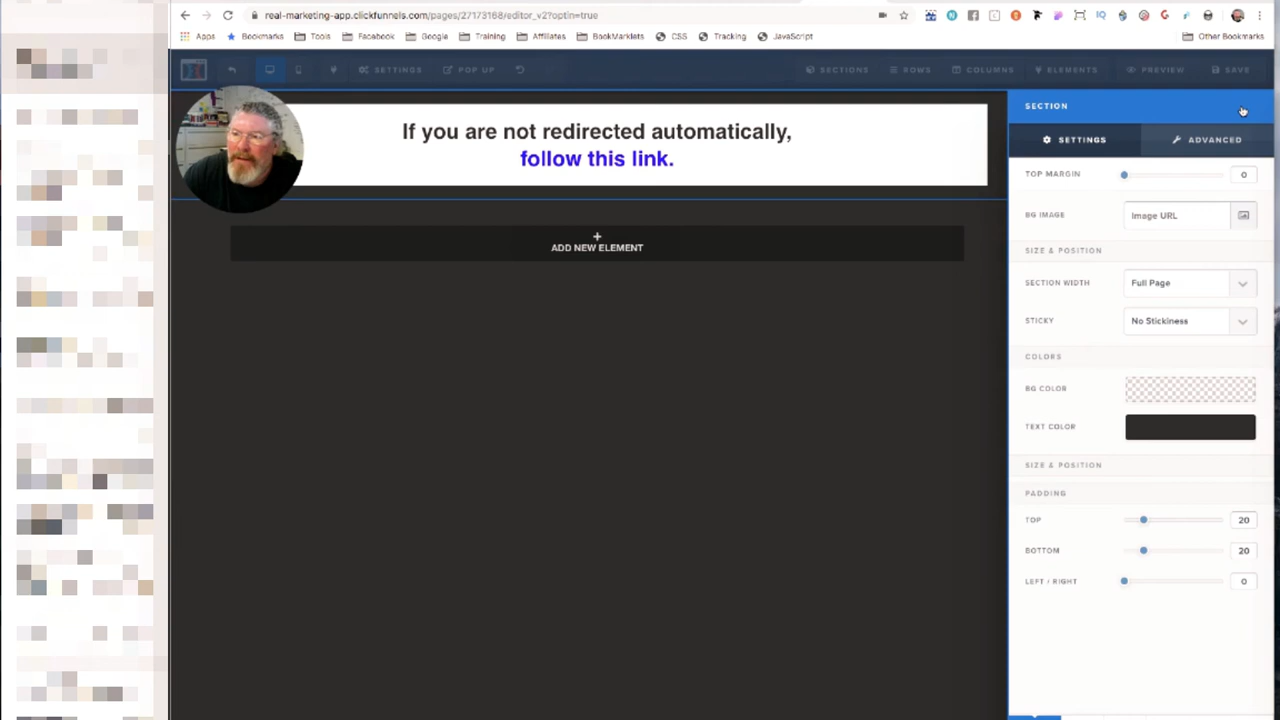 real-marketing-app.clickfunnels.com/pages/27173168/editor_v2?optin=true
Apps Bookmarks Tools Facebook Google Training Affiliates BookMarklets CSS Tracking JavaScript Other Bookmarks
SETTINGS POP UP SECTIONS ROWS COLUMNS ELEMENTS PREVIEW SAVE
SECTION
SETTINGS ADVANCED
If you are not redirected automatically,
follow this link.
+
ADD NEW ELEMENT
TOP MARGIN 0
BG IMAGE Image URL
SIZE & POSITION
SECTION WIDTH Full Page
STICKY No Stickiness
COLORS
BG COLOR
TEXT COLOR
SIZE & POSITION
PADDING
TOP 20
BOTTOM 20
LEFT / RIGHT 0